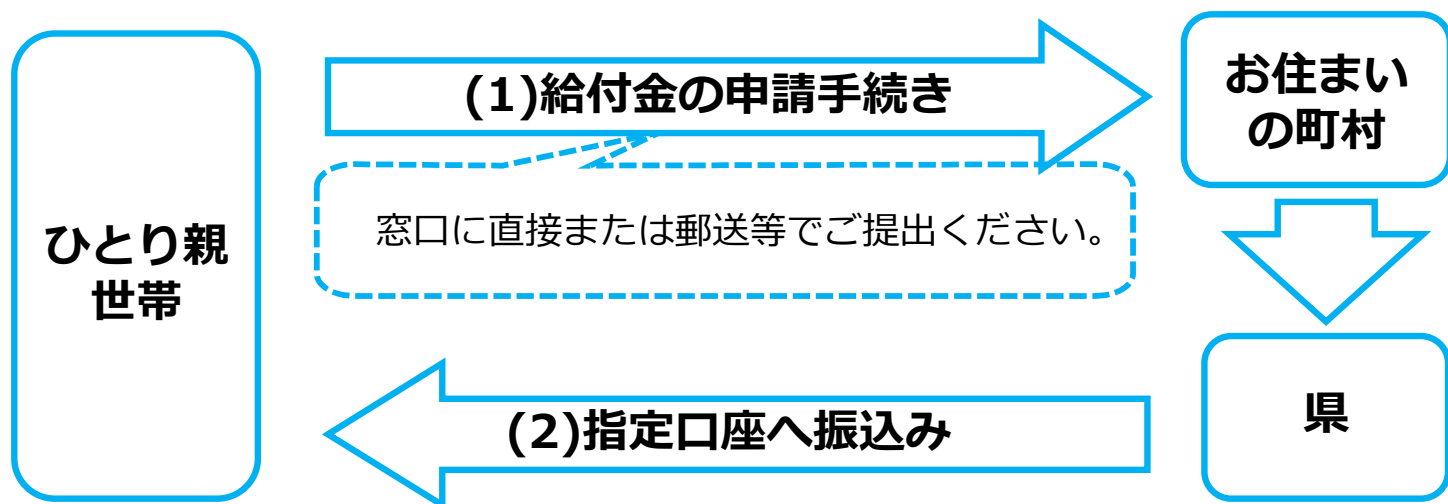 (1)給付金の申請手続き
お住まい
の町村
窓口に直接または郵送等でご提出ください。
ひとり親
世帯
県
(2)指定口座へ振込み